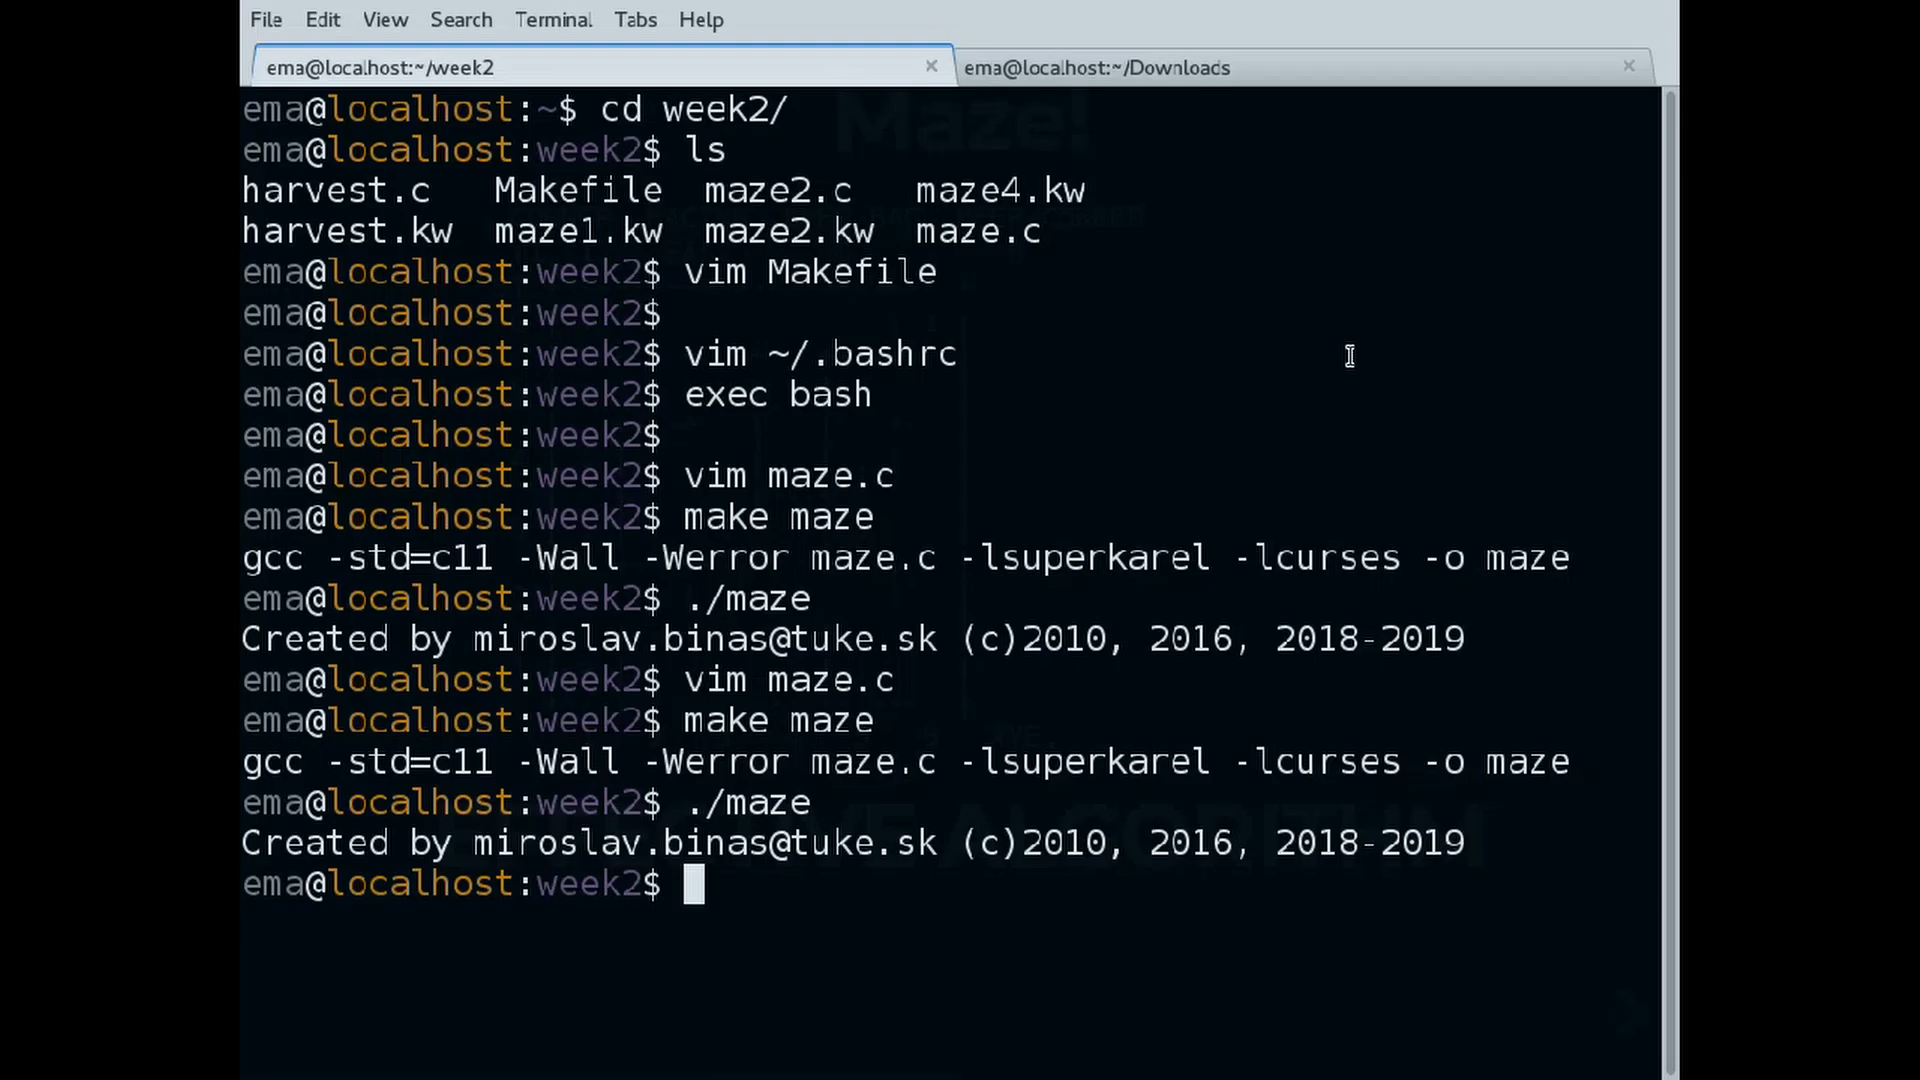 File Edit View Search Terminal Tabs Help
ema@localhost:~/week2 × ema@localhost:~/Downloads ×
ema@localhost:~$ cd week2/
ema@localhost:week2$ ls
harvest.c Makefile maze2.c maze4.kw
harvest.kw maze1.kw maze2.kw maze.c
ema@localhost:week2$ vim Makefile
ema@localhost:week2$
ema@localhost:week2$ vim ~/.bashrc
ema@localhost:week2$ exec bash
ema@localhost:week2$
ema@localhost:week2$ vim maze.c
ema@localhost:week2$ make maze
gcc -std=c11 -Wall -Werror maze.c -lsuperkarel -lcurses -o maze
ema@localhost:week2$ ./maze
Created by miroslav.binas@tuke.sk (c)2010, 2016, 2018-2019
ema@localhost:week2$ vim maze.c
ema@localhost:week2$ make maze
gcc -std=c11 -Wall -Werror maze.c -lsuperkarel -lcurses -o maze
ema@localhost:week2$ ./maze
Created by miroslav.binas@tuke.sk (c)2010, 2016, 2018-2019
ema@localhost:week2$
Maze!
ALGORITHM